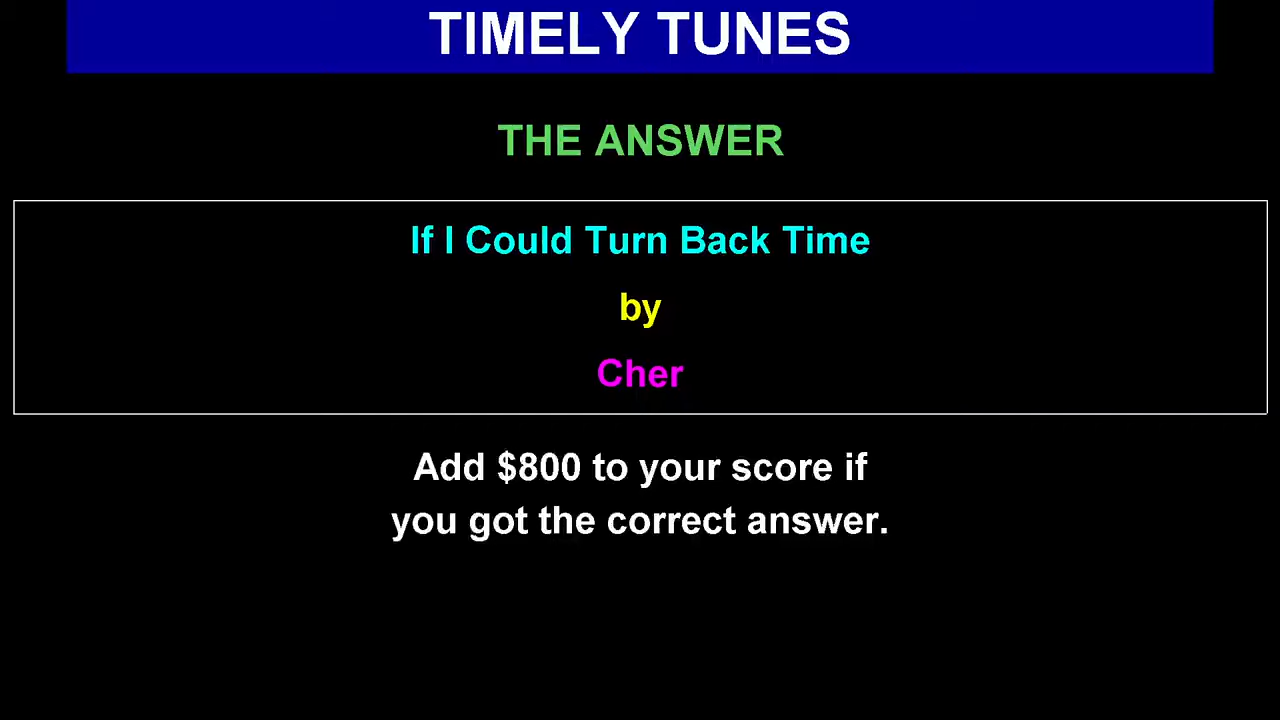 TIMELY TUNES
THE ANSWER
If I Could Turn Back Time
by
Cher
Add $800 to your score if
you got the correct answer.